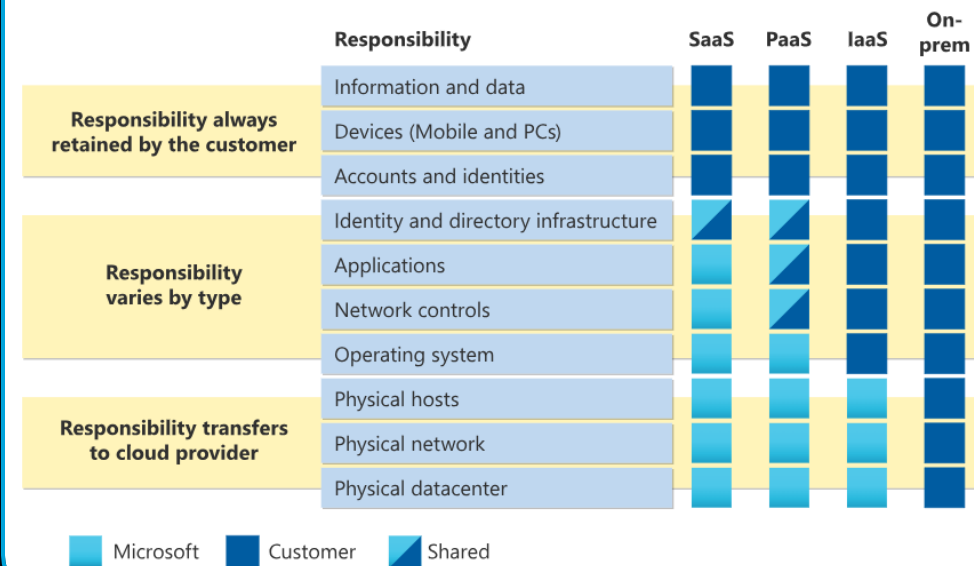 Responsibility SaaS PaaS IaaS On-
prem
Responsibility always
retained by the customer
Information and data
Devices (Mobile and PCs)
Accounts and identities
Responsibility
varies by type
Identity and directory infrastructure
Applications
Network controls
Operating system
Responsibility transfers
to cloud provider
Physical hosts
Physical network
Physical datacenter
Microsoft Customer Shared